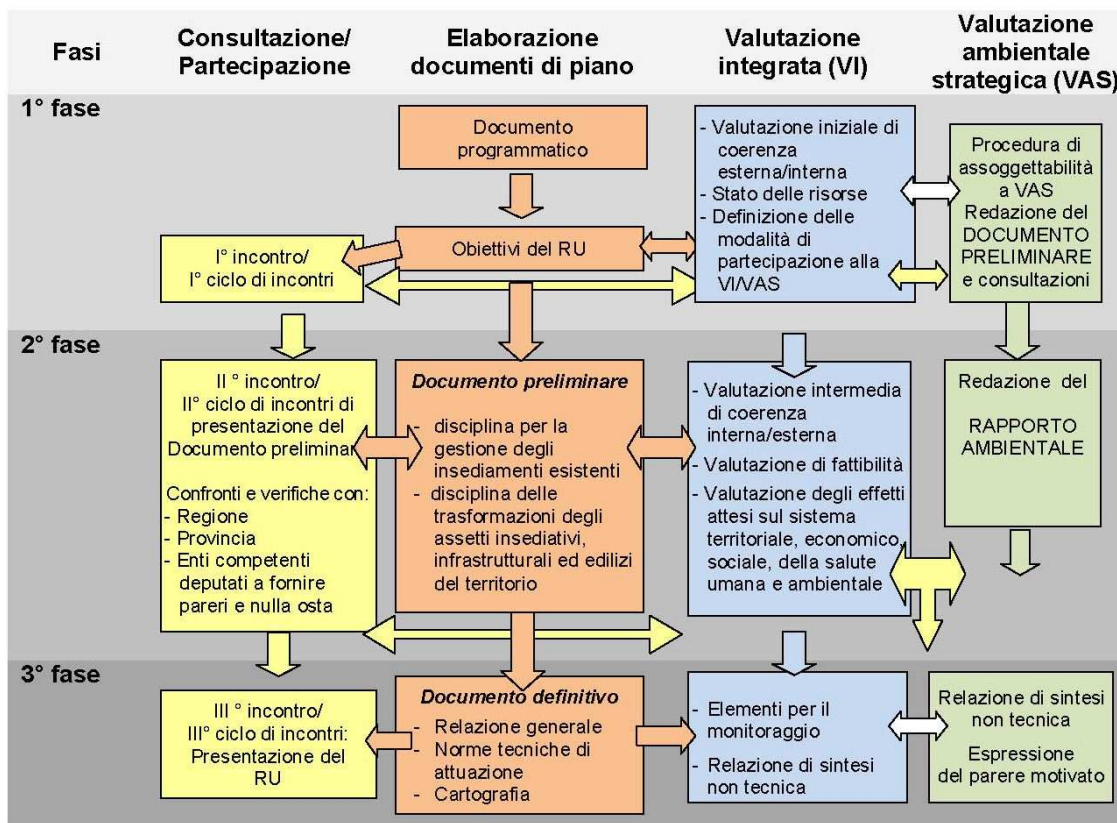 Fasi
Consultazione/
Partecipazione
Elaborazione
documenti di piano
Valutazione
integrata (VI)
Valutazione
ambientale
strategica (VAS)
1° fase
Documento
programmatico
Obiettivi del RU
I° incontro/
I° ciclo di incontri
- Valutazione iniziale di
coerenza
esterna/interna
- Stato delle risorse
- Definizione delle
modalità di
partecipazione alla
VI/VAS
Procedura di
assoggettabilità
a VAS
Redazione del
DOCUMENTO
PRELIMINARE
e consultazioni
2° fase
II ° incontro/
II° ciclo di incontri di
presentazione del
Documento preliminar
Confronti e verifiche con:
- Regione
- Provincia
- Enti competenti
deputati a fornire
pareri e nulla osta
Documento preliminare
- disciplina per la
gestione degli
insediamenti esistenti
- disciplina delle
trasformazioni degli
assetti insediativi,
infrastrutturali ed edilizi
del territorio
- Valutazione intermedia
di coerenza
interna/esterna
- Valutazione di fattibilità
- Valutazione degli effetti
attesi sul sistema
territoriale, economico,
sociale, della salute
umana e ambientale
Redazione del
RAPPORTO
AMBIENTALE
3° fase
III ° incontro/
III° ciclo di incontri:
Presentazione del
RU
Documento definitivo
- Relazione generale
- Norme tecniche di
attuazione
- Cartografia
- Elementi per il
monitoraggio
- Relazione di sintesi
non tecnica
Relazione di sintesi
non tecnica
Espressione
del parere motivato